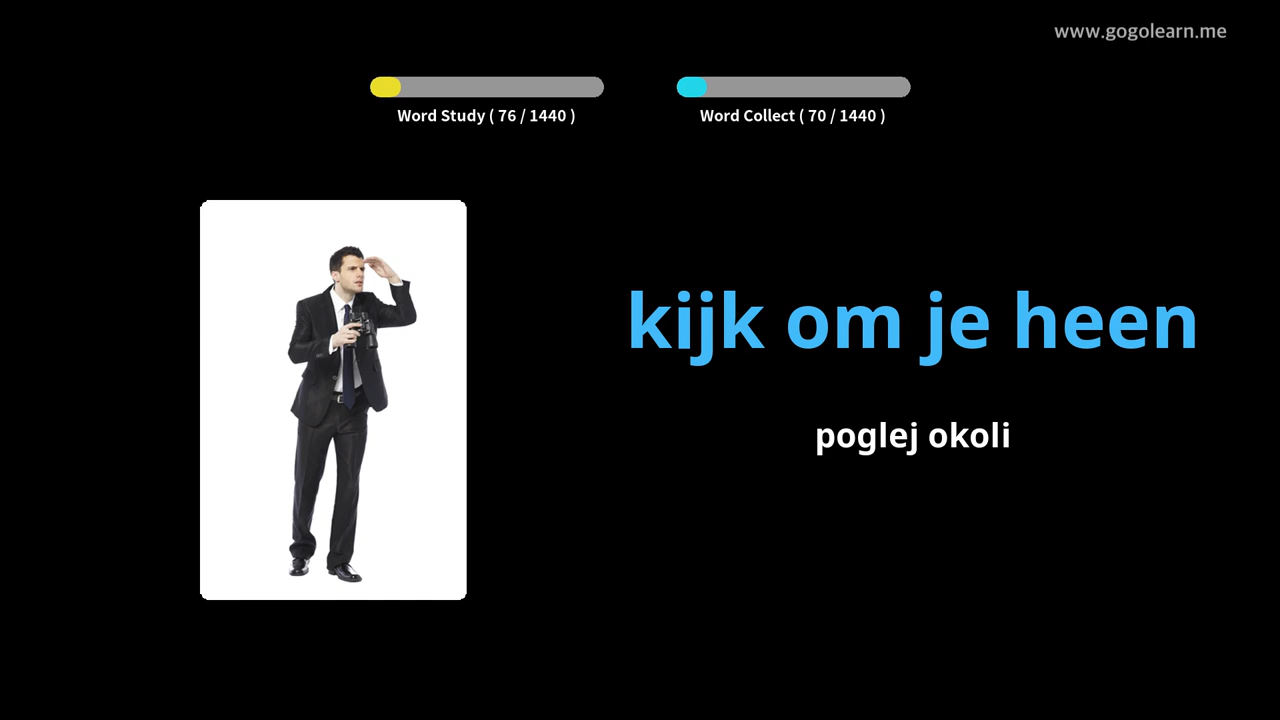 www.gogolearn.me
Word Study ( 76 / 1440 )
Word Collect ( 70 / 1440 )
kijk om je heen
poglej okoli